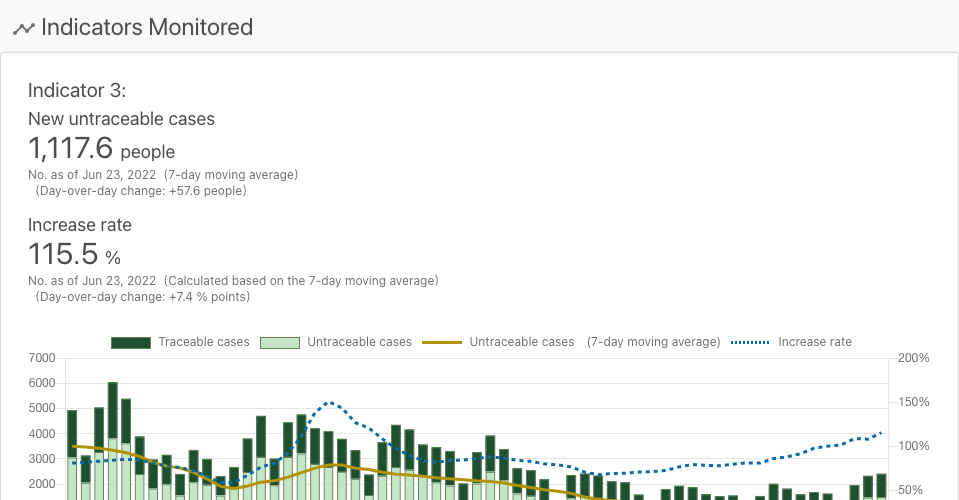 Indicators Monitored
Indicator 3:
New untraceable cases
1,117.6 people
No. as of Jun 23, 2022 (7-day moving average)
(Day-over-day change: +57.6 people)
Increase rate
115.5 %
No. as of Jun 23, 2022 (Calculated based on the 7-day moving average)
(Day-over-day change: +7.4 % points)
Traceable cases Untraceable cases Untraceable cases (7-day moving average) Increase rate
7000 200%
6000
5000 150%
4000 100%
3000
2000 50%